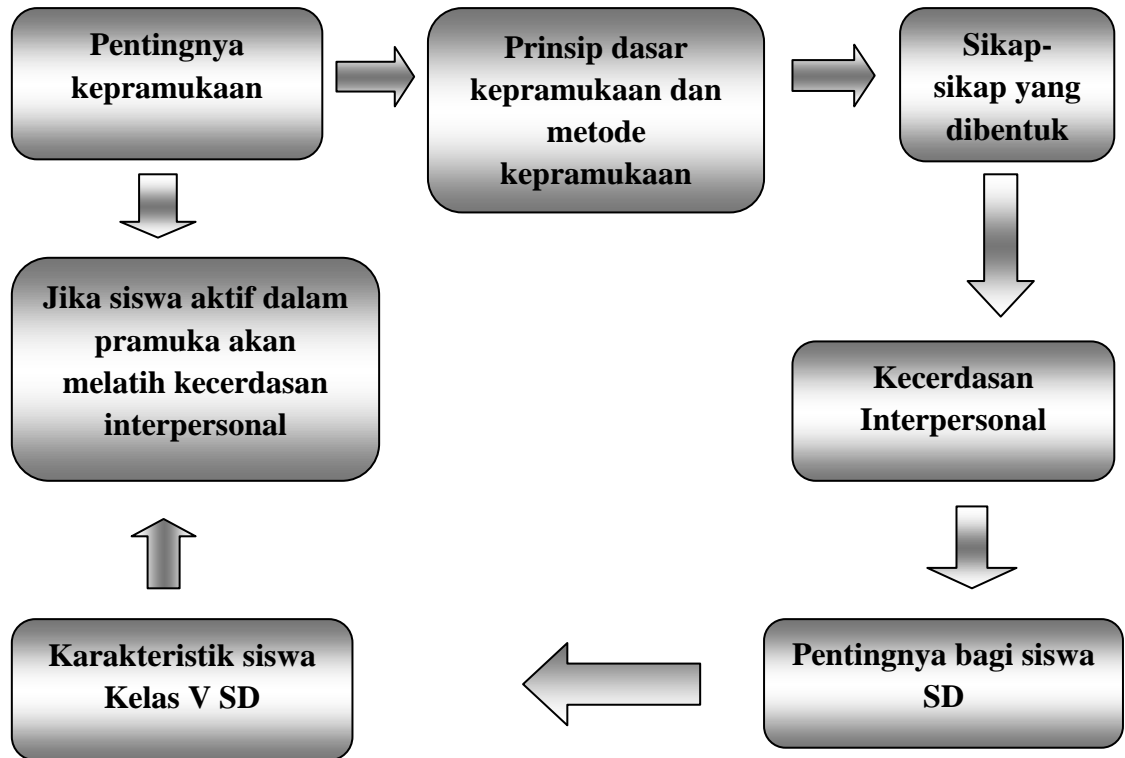 Pentingnya
kepramukaan
Prinsip dasar
kepramukaan dan
metode
kepramukaan
Sikap-
sikap yang
dibentuk
Jika siswa aktif dalam
pramuka akan
melatih kecerdasan
interpersonal
Kecerdasan
Interpersonal
Karakteristik siswa
Kelas V SD
Pentingnya bagi siswa
SD